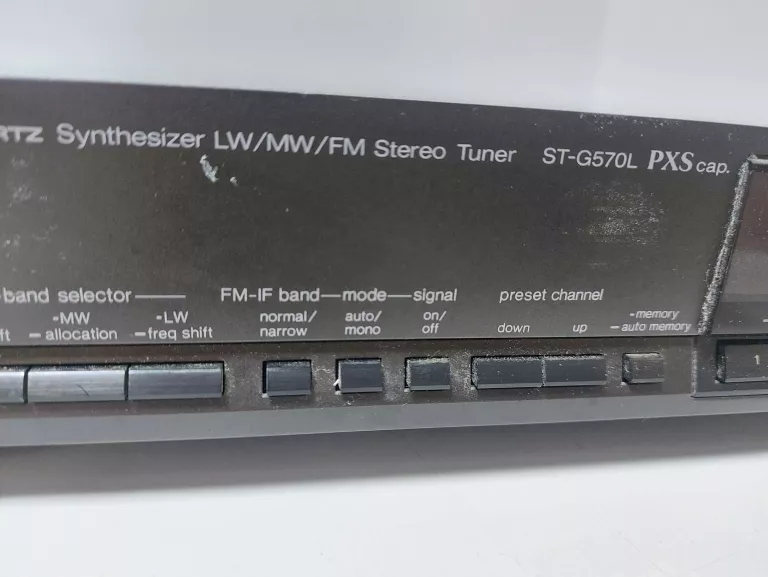 RTZ Synthesizer LW/MW/FM Stereo Tuner ST-G570L PXS cap.
band selector FM-IF band mode signal preset channel
-MW -LW normal/ auto/ on/ -memory
ft -allocation -freq shift narrow mono off down up -auto memory
1